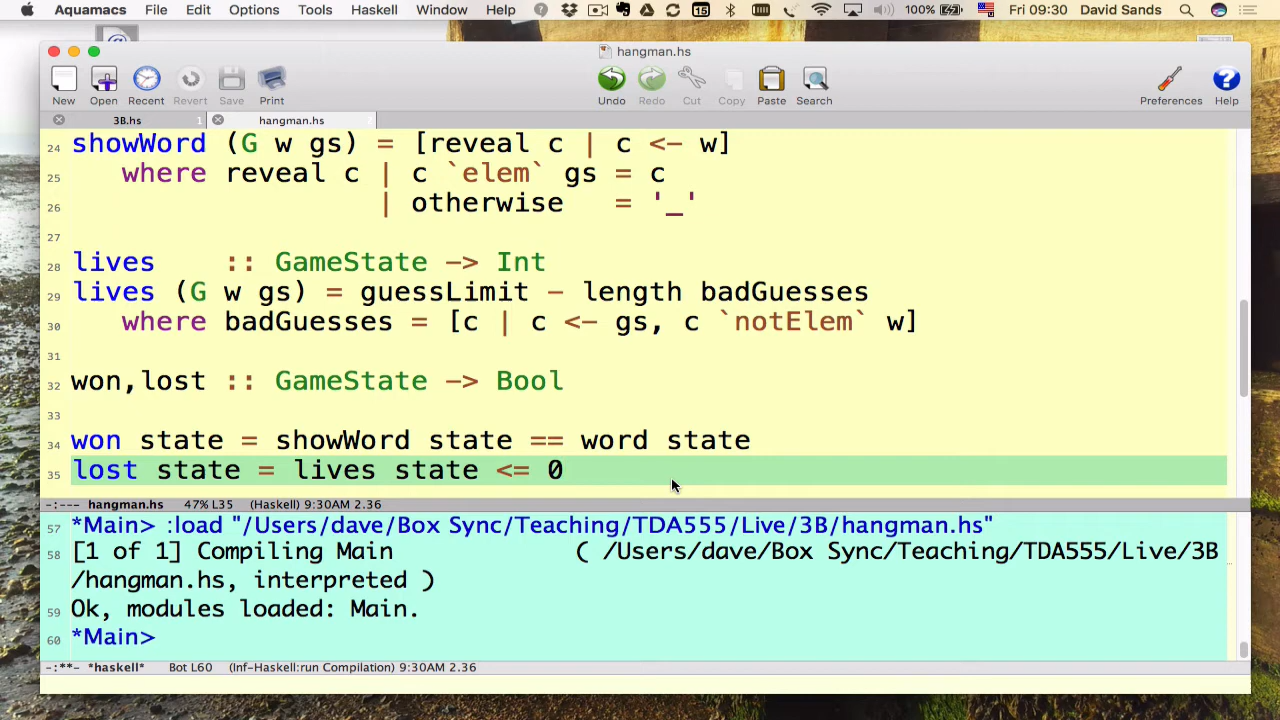 Aquamacs File Edit Options Tools Haskell Window Help 15 100% Fri 09:30 David Sands
hangman.hs
New Open Recent Revert Save Print Undo Redo Cut Copy Paste Search Preferences Help
3B.hs 1 hangman.hs 2
24 showWord (G w gs) = [reveal c | c <- w]
25 where reveal c | c `elem` gs = c
26 | otherwise = '_'
27
28 lives :: GameState -> Int
29 lives (G w gs) = guessLimit - length badGuesses
30 where badGuesses = [c | c <- gs, c `notElem` w]
31
32 won,lost :: GameState -> Bool
33
34 won state = showWord state == word state
35 lost state = lives state <= 0
-:--- hangman.hs 47% L35 (Haskell) 9:30AM 2.36
57 *Main> :load "/Users/dave/Box Sync/Teaching/TDA555/Live/3B/hangman.hs"
58 [1 of 1] Compiling Main ( /Users/dave/Box Sync/Teaching/TDA555/Live/3B
/hangman.hs, interpreted )
59 Ok, modules loaded: Main.
60 *Main>
-:**- *haskell* Bot L60 (Inf-Haskell:run Compilation) 9:30AM 2.36